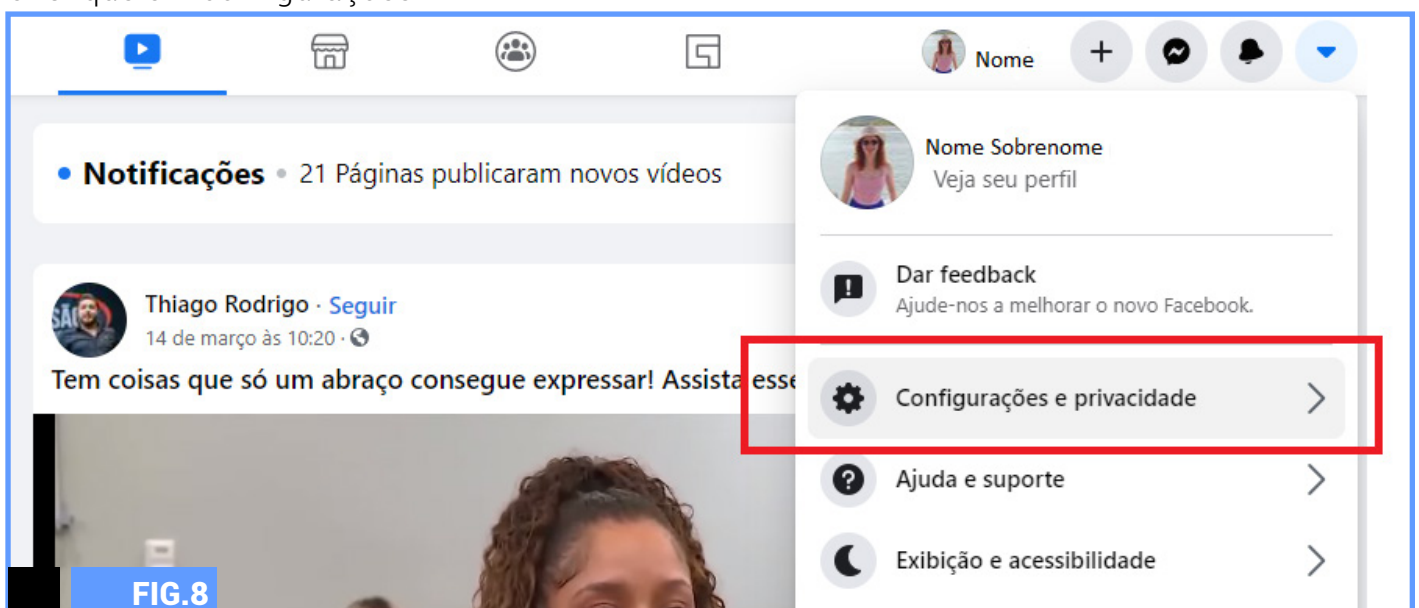 Nome
Notificações • 21 Páginas publicaram novos vídeos
Nome Sobrenome
Veja seu perfil
Dar feedback
Ajude-nos a melhorar o novo Facebook.
Thiago Rodrigo · Seguir
14 de março às 10:20 ·
Tem coisas que só um abraço consegue expressar! Assista esse
Configurações e privacidade
Ajuda e suporte
Exibição e acessibilidade
FIG.8